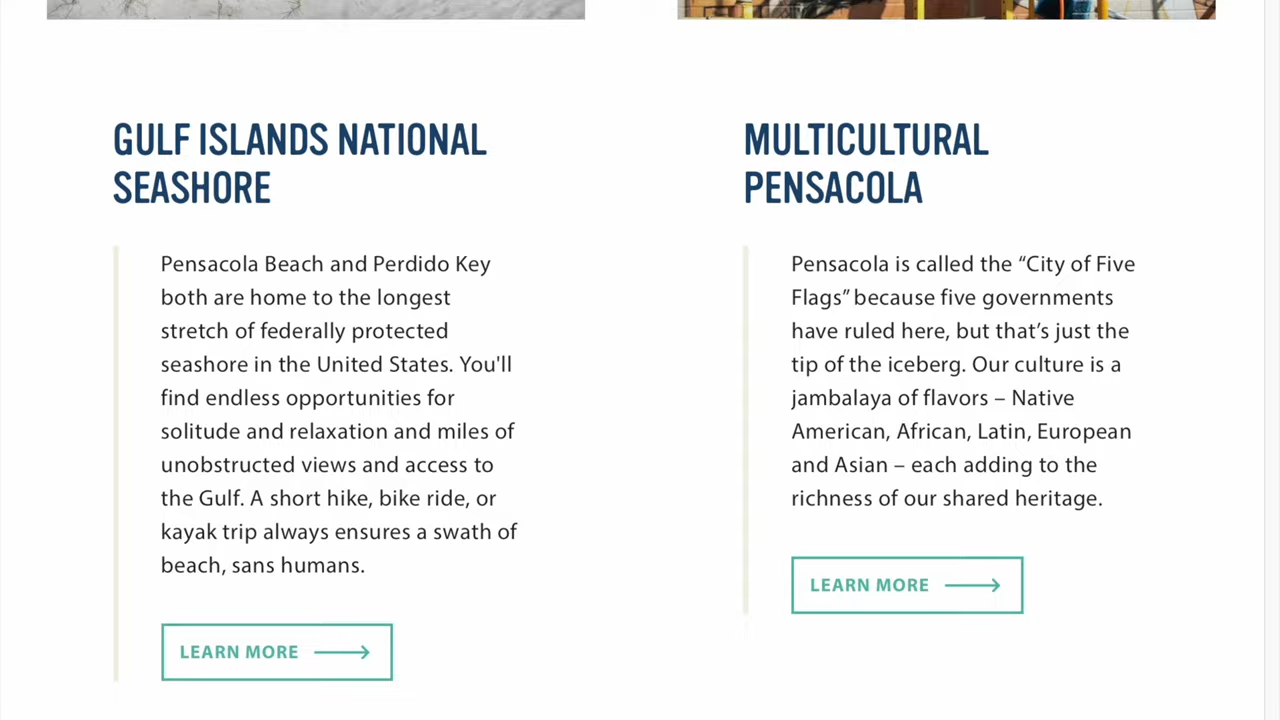 GULF ISLANDS NATIONAL
SEASHORE
Pensacola Beach and Perdido Key
both are home to the longest
stretch of federally protected
seashore in the United States. You'll
find endless opportunities for
solitude and relaxation and miles of
unobstructed views and access to
the Gulf. A short hike, bike ride, or
kayak trip always ensures a swath of
beach, sans humans.
LEARN MORE
MULTICULTURAL
PENSACOLA
Pensacola is called the “City of Five
Flags” because five governments
have ruled here, but that’s just the
tip of the iceberg. Our culture is a
jambalaya of flavors – Native
American, African, Latin, European
and Asian – each adding to the
richness of our shared heritage.
LEARN MORE